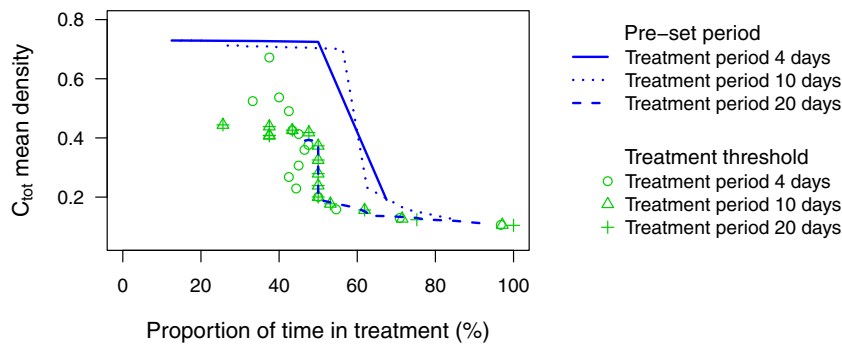 0.8
0.6
0.4
0.2
C_tot mean density
0 20 40 60 80 100
Proportion of time in treatment (%)
Pre−set period
Treatment period 4 days
Treatment period 10 days
Treatment period 20 days
Treatment threshold
Treatment period 4 days
Treatment period 10 days
Treatment period 20 days